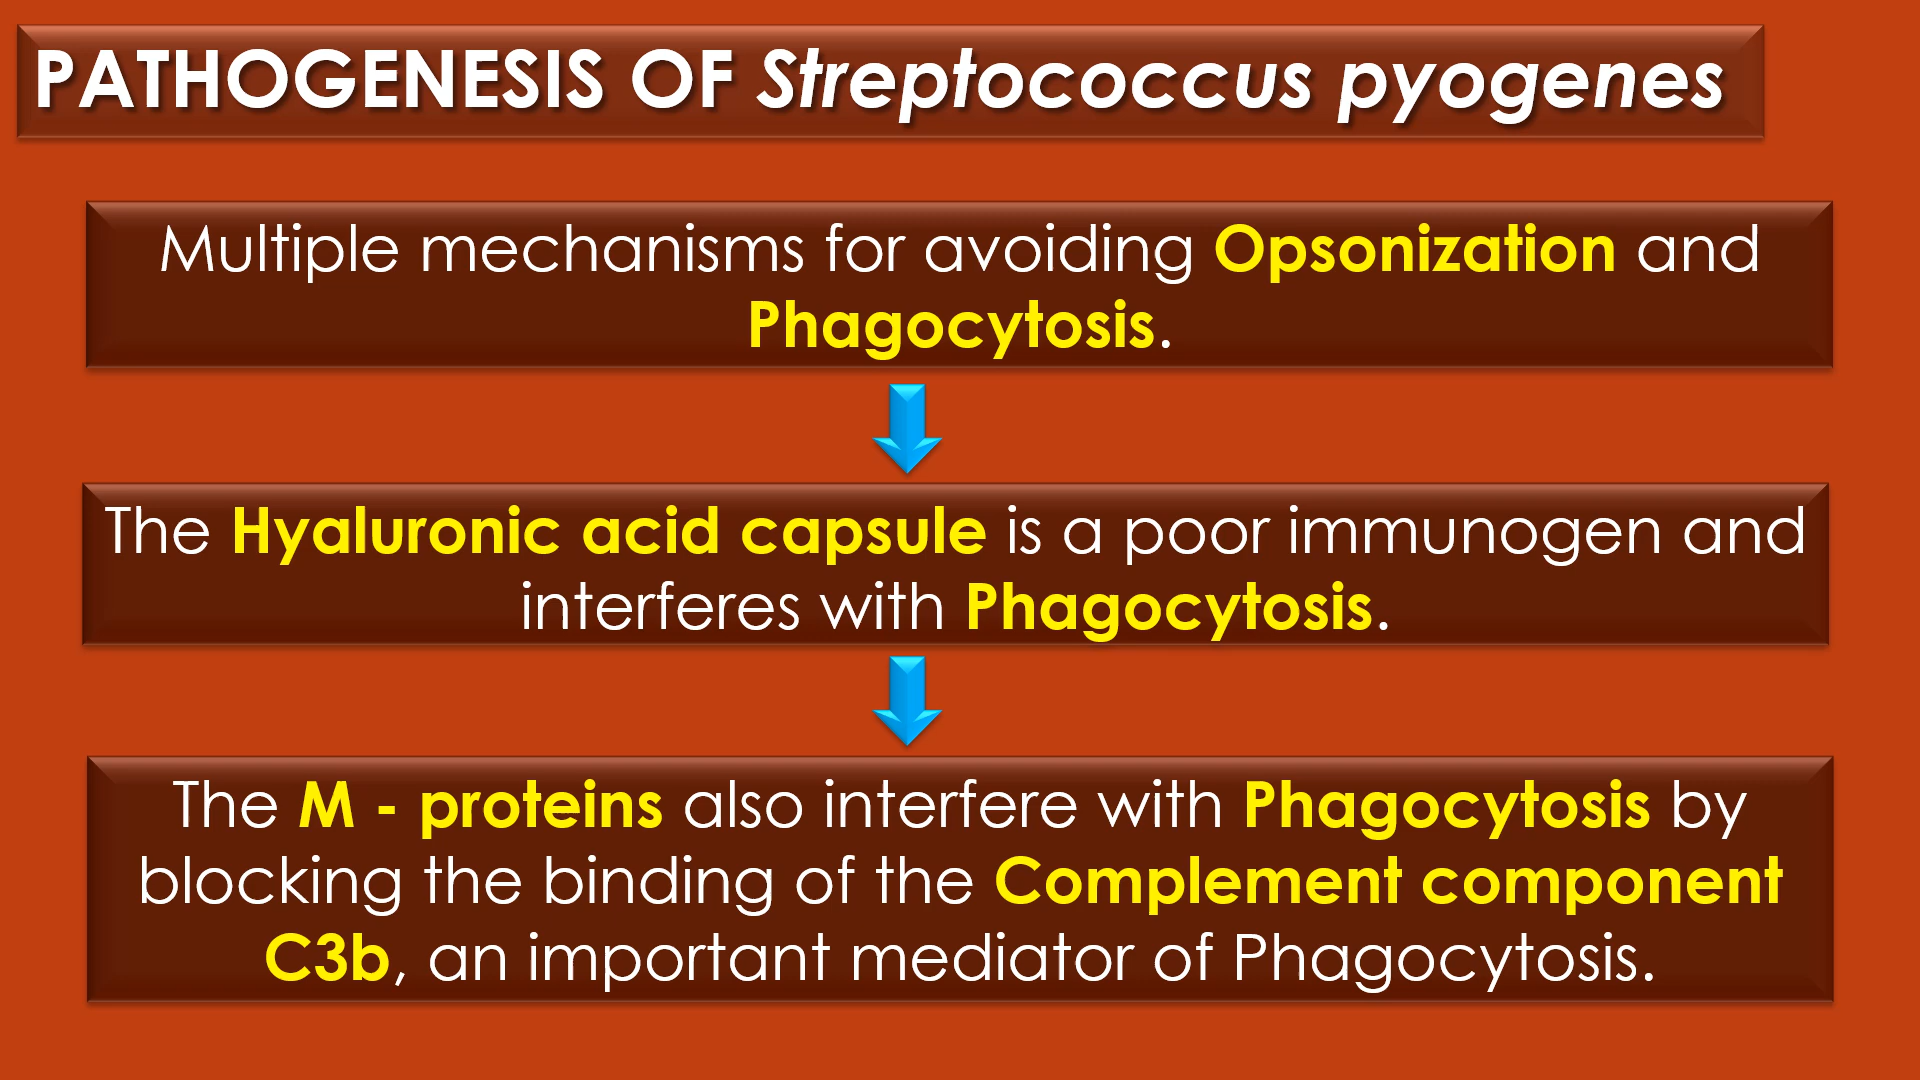 PATHOGENESIS OF Streptococcus pyogenes
Multiple mechanisms for avoiding Opsonization and
Phagocytosis.
The Hyaluronic acid capsule is a poor immunogen and
interferes with Phagocytosis.
The M - proteins also interfere with Phagocytosis by
blocking the binding of the Complement component
C3b, an important mediator of Phagocytosis.